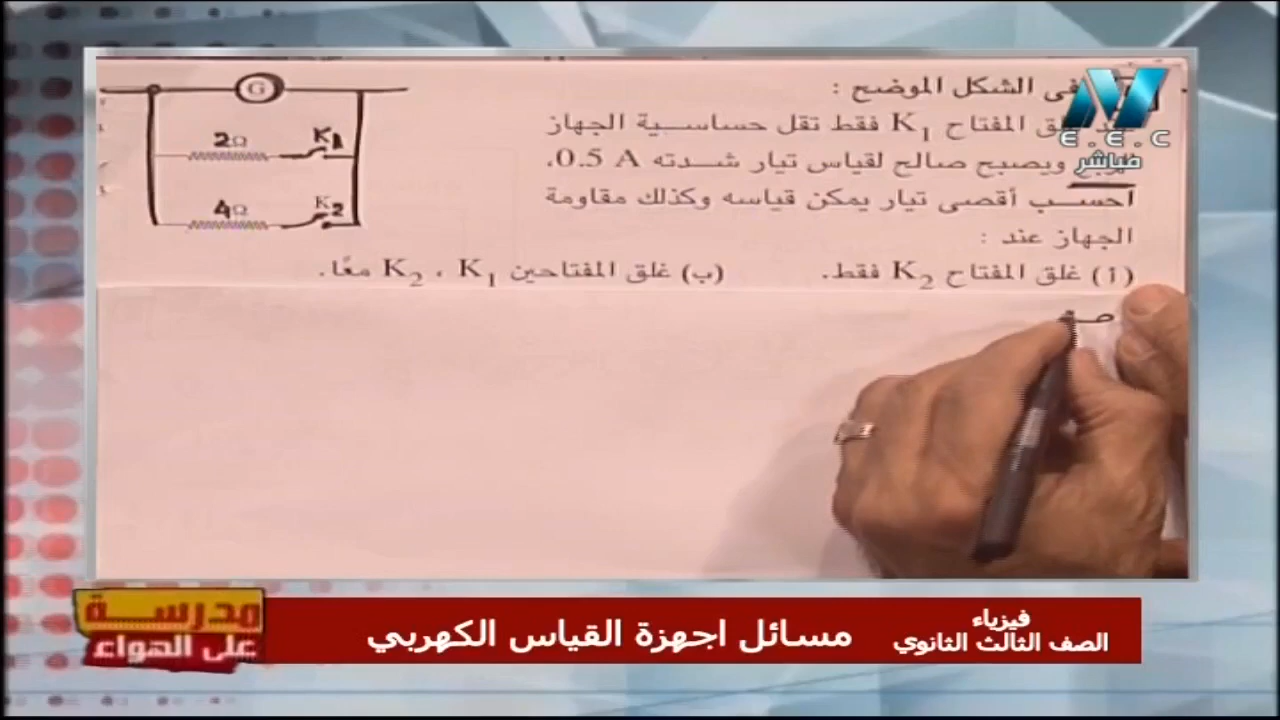 في الشكل الموضح :
غلق المفتاح K1 فقط تقل حساسية الجهاز
ويصبح صالح لقياس تيار شدته 0.5 A،
احسب أقصى تيار يمكن قياسه وكذلك مقاومة
الجهاز عند :
(أ) غلق المفتاح K2 فقط. (ب) غلق المفتاحين K1 ، K2 معًا.
G
2Ω K1
4Ω K2
E.E.C
مباشر
مدرسة
على الهواء
فيزياء
الصف الثالث الثانوي
مسائل اجهزة القياس الكهربي